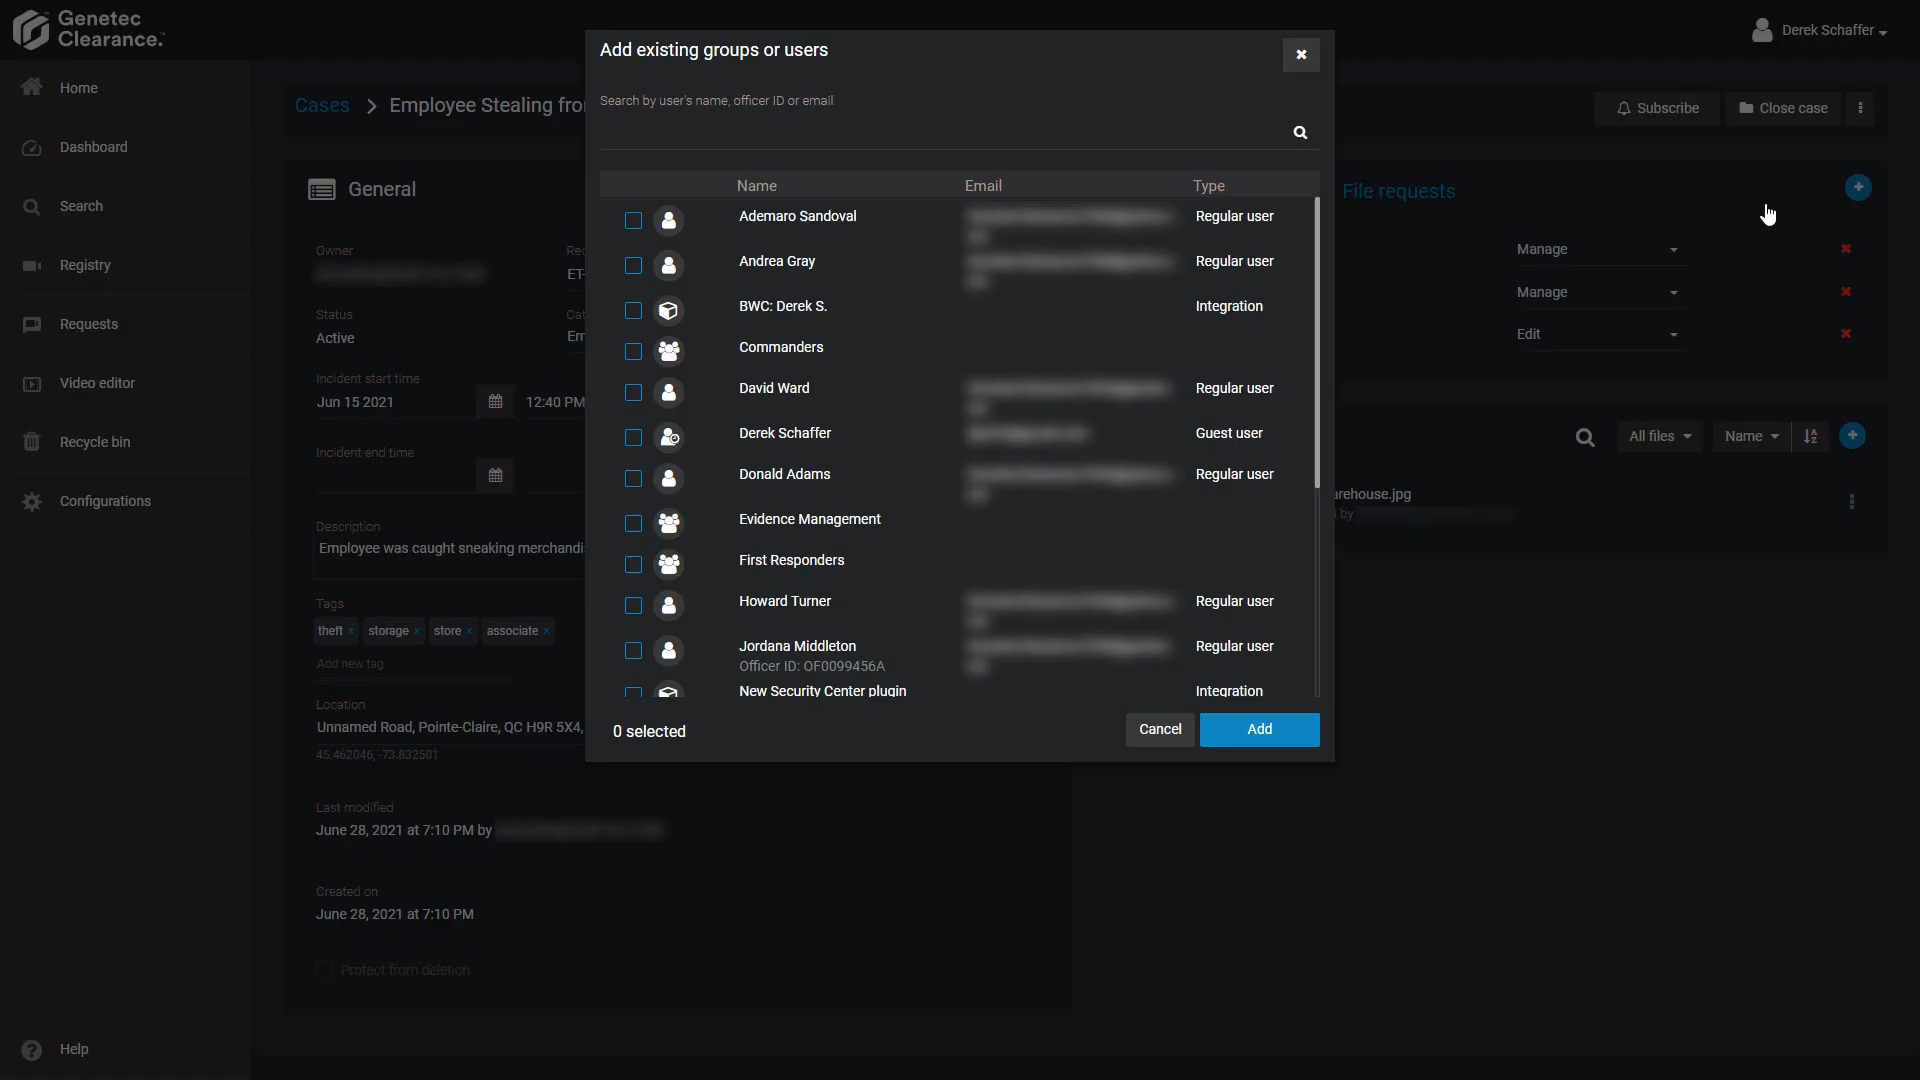 Genetec
Clearance.
Derek Schaffer
Home
Dashboard
Search
Registry
Requests
Video editor
Recycle bin
Configurations
Help
Cases > Employee Stealing fro
Subscribe
Close case
General
Owner
Status
Active
ET-
Incident start time
Jun 15 2021
12:40 PM
Incident end time
Description
Employee was caught sneaking merchandi
Tags
theft ×
storage ×
store ×
associate ×
Add new tag
Location
Unnamed Road, Pointe-Claire, QC H9R 5X4,
45.462046, -73.832501
Last modified
June 28, 2021 at 7:10 PM by
Created on
June 28, 2021 at 7:10 PM
Protect from deletion
Add existing groups or users
Search by user's name, officer ID or email
Name Email Type
Ademaro Sandoval Regular user
Andrea Gray Regular user
BWC: Derek S. Integration
Commanders
David Ward Regular user
Derek Schaffer Guest user
Donald Adams Regular user
Evidence Management
First Responders
Howard Turner Regular user
Jordana Middleton Regular user
Officer ID: OF0099456A
New Security Center plugin Integration
0 selected
Cancel
Add
File requests
Manage
Manage
Edit
All files
Name
arehouse.jpg
by